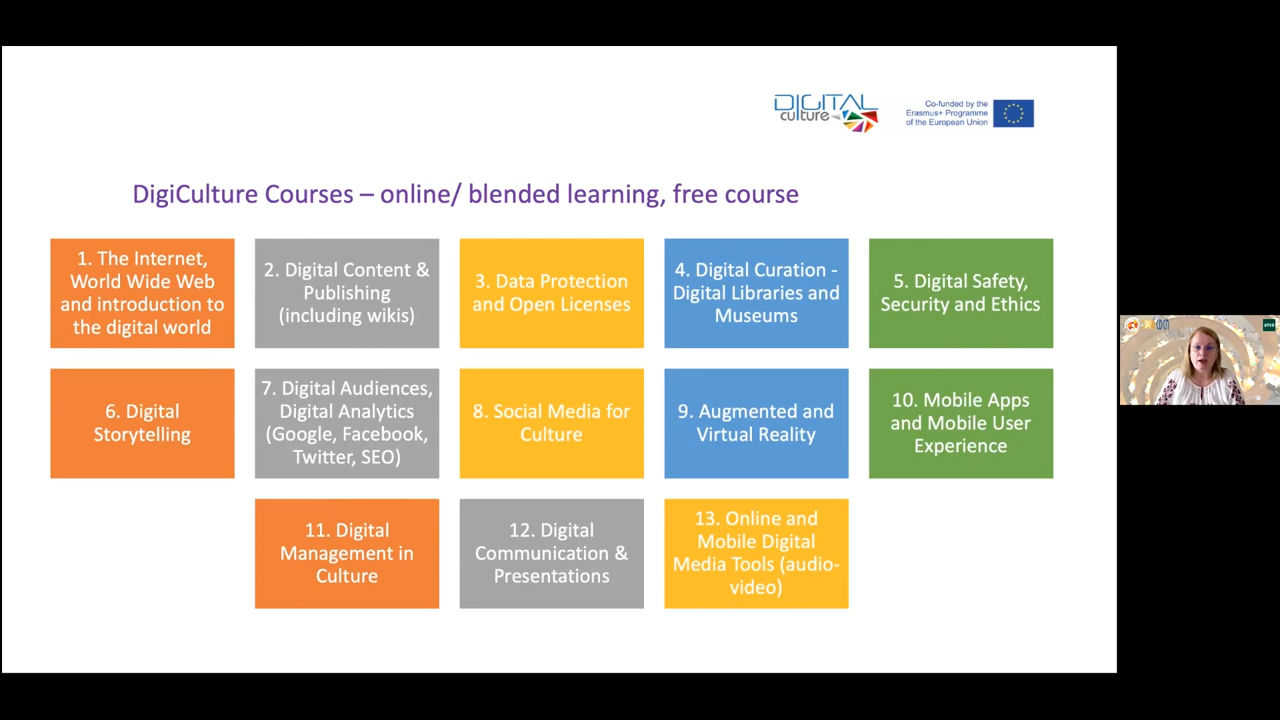 DIGITAL
culture
Co-funded by the
Erasmus+ Programme
of the European Union
DigiCulture Courses – online/ blended learning, free course
1. The Internet,
World Wide Web
and introduction to
the digital world
2. Digital Content &
Publishing
(including wikis)
3. Data Protection
and Open Licenses
4. Digital Curation -
Digital Libraries and
Museums
5. Digital Safety,
Security and Ethics
6. Digital
Storytelling
7. Digital Audiences,
Digital Analytics
(Google, Facebook,
Twitter, SEO)
8. Social Media for
Culture
9. Augmented and
Virtual Reality
10. Mobile Apps
and Mobile User
Experience
11. Digital
Management in
Culture
12. Digital
Communication &
Presentations
13. Online and
Mobile Digital
Media Tools (audio-
video)